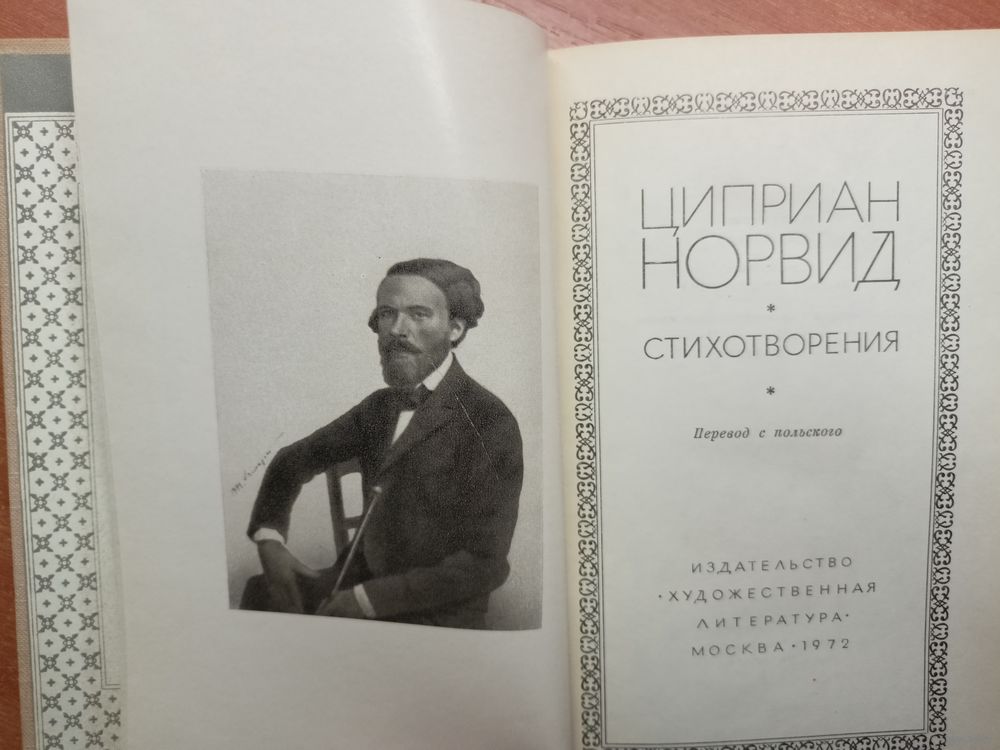 ЦИПРИАН
НОРВИД
*
СТИХОТВОРЕНИЯ
*
Перевод с польского
ИЗДАТЕЛЬСТВО
·ХУДОЖЕСТВЕННАЯ
ЛИТЕРАТУРА·
МОСКВА·1972